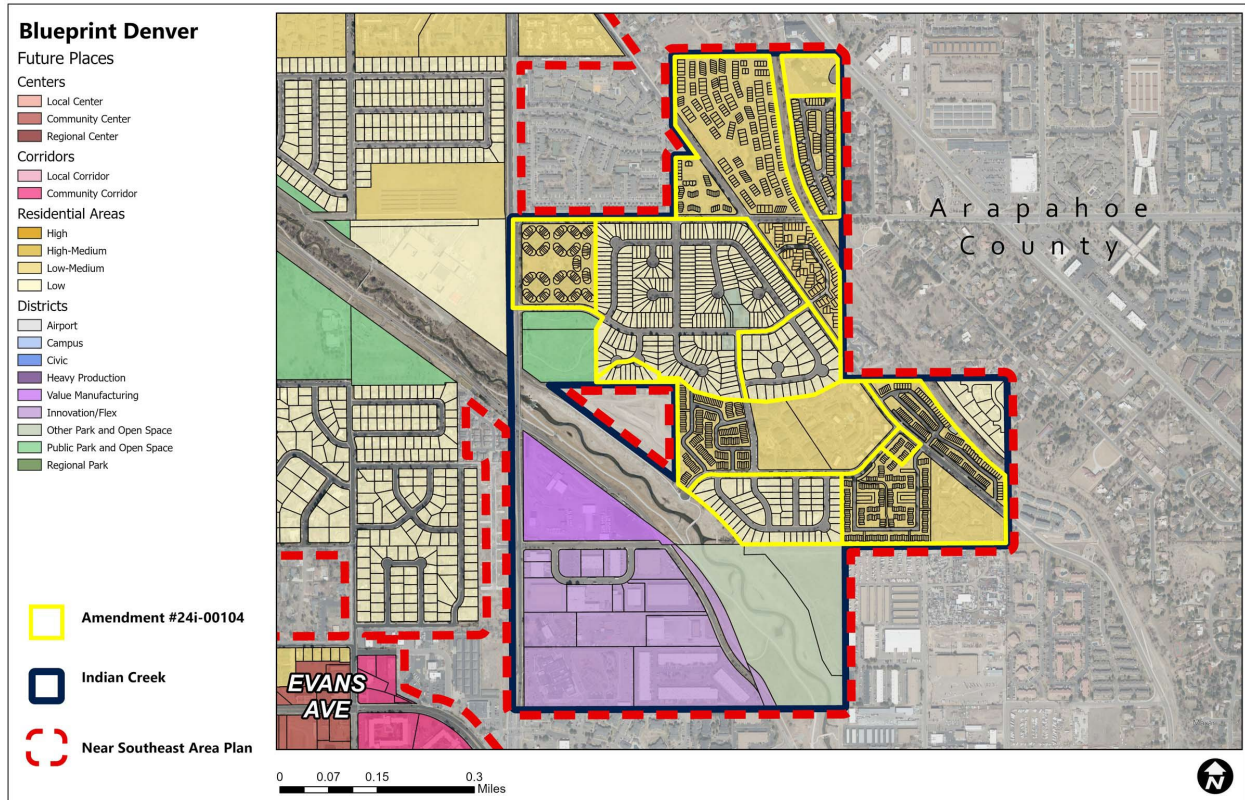 Blueprint Denver
Future Places
Centers
Local Center
Community Center
Regional Center
Corridors
Local Corridor
Community Corridor
Residential Areas
High
High-Medium
Low-Medium
Low
Districts
Airport
Campus
Civic
Heavy Production
Value Manufacturing
Innovation/Flex
Other Park and Open Space
Public Park and Open Space
Regional Park
Amendment #24i-00104
Indian Creek
Near Southeast Area Plan
Arapahoe
County
EVANS
AVE
0 0.07 0.15 0.3
Miles
N